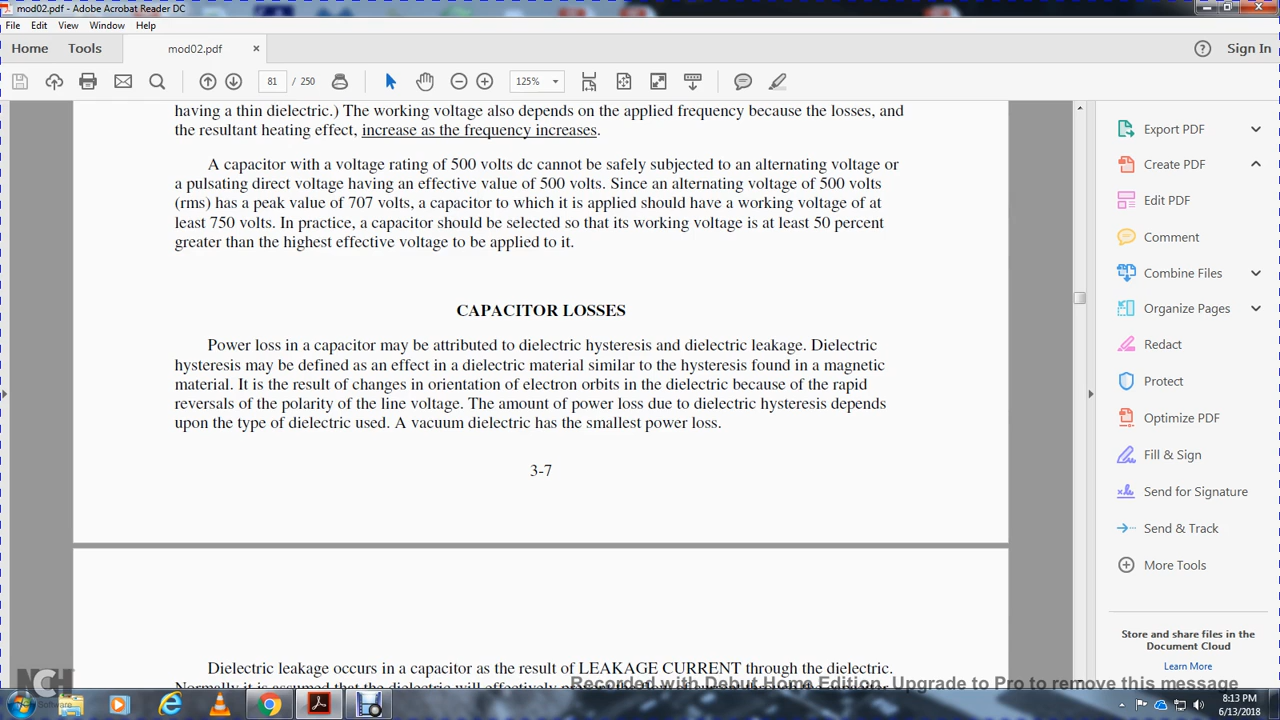 mod02.pdf - Adobe Acrobat Reader DC
File Edit View Window Help
Home Tools mod02.pdf × Sign In
81 / 250 125%
having a thin dielectric.) The working voltage also depends on the applied frequency because the losses, and
the resultant heating effect, increase as the frequency increases.
A capacitor with a voltage rating of 500 volts dc cannot be safely subjected to an alternating voltage or
a pulsating direct voltage having an effective value of 500 volts. Since an alternating voltage of 500 volts
(rms) has a peak value of 707 volts, a capacitor to which it is applied should have a working voltage of at
least 750 volts. In practice, a capacitor should be selected so that its working voltage is at least 50 percent
greater than the highest effective voltage to be applied to it.
CAPACITOR LOSSES
Power loss in a capacitor may be attributed to dielectric hysteresis and dielectric leakage. Dielectric
hysteresis may be defined as an effect in a dielectric material similar to the hysteresis found in a magnetic
material. It is the result of changes in orientation of electron orbits in the dielectric because of the rapid
reversals of the polarity of the line voltage. The amount of power loss due to dielectric hysteresis depends
upon the type of dielectric used. A vacuum dielectric has the smallest power loss.
3-7
Dielectric leakage occurs in a capacitor as the result of LEAKAGE CURRENT through the dielectric.
Normally it is assumed that the dielectric will effectively
Export PDF
Create PDF
Edit PDF
Comment
Combine Files
Organize Pages
Redact
Protect
Optimize PDF
Fill & Sign
Send for Signature
Send & Track
More Tools
Store and share files in the
Document Cloud
Learn More
Recorded with Debut Home Edition. Upgrade to Pro to remove this message
NCH
Software
8:13 PM
6/13/2018